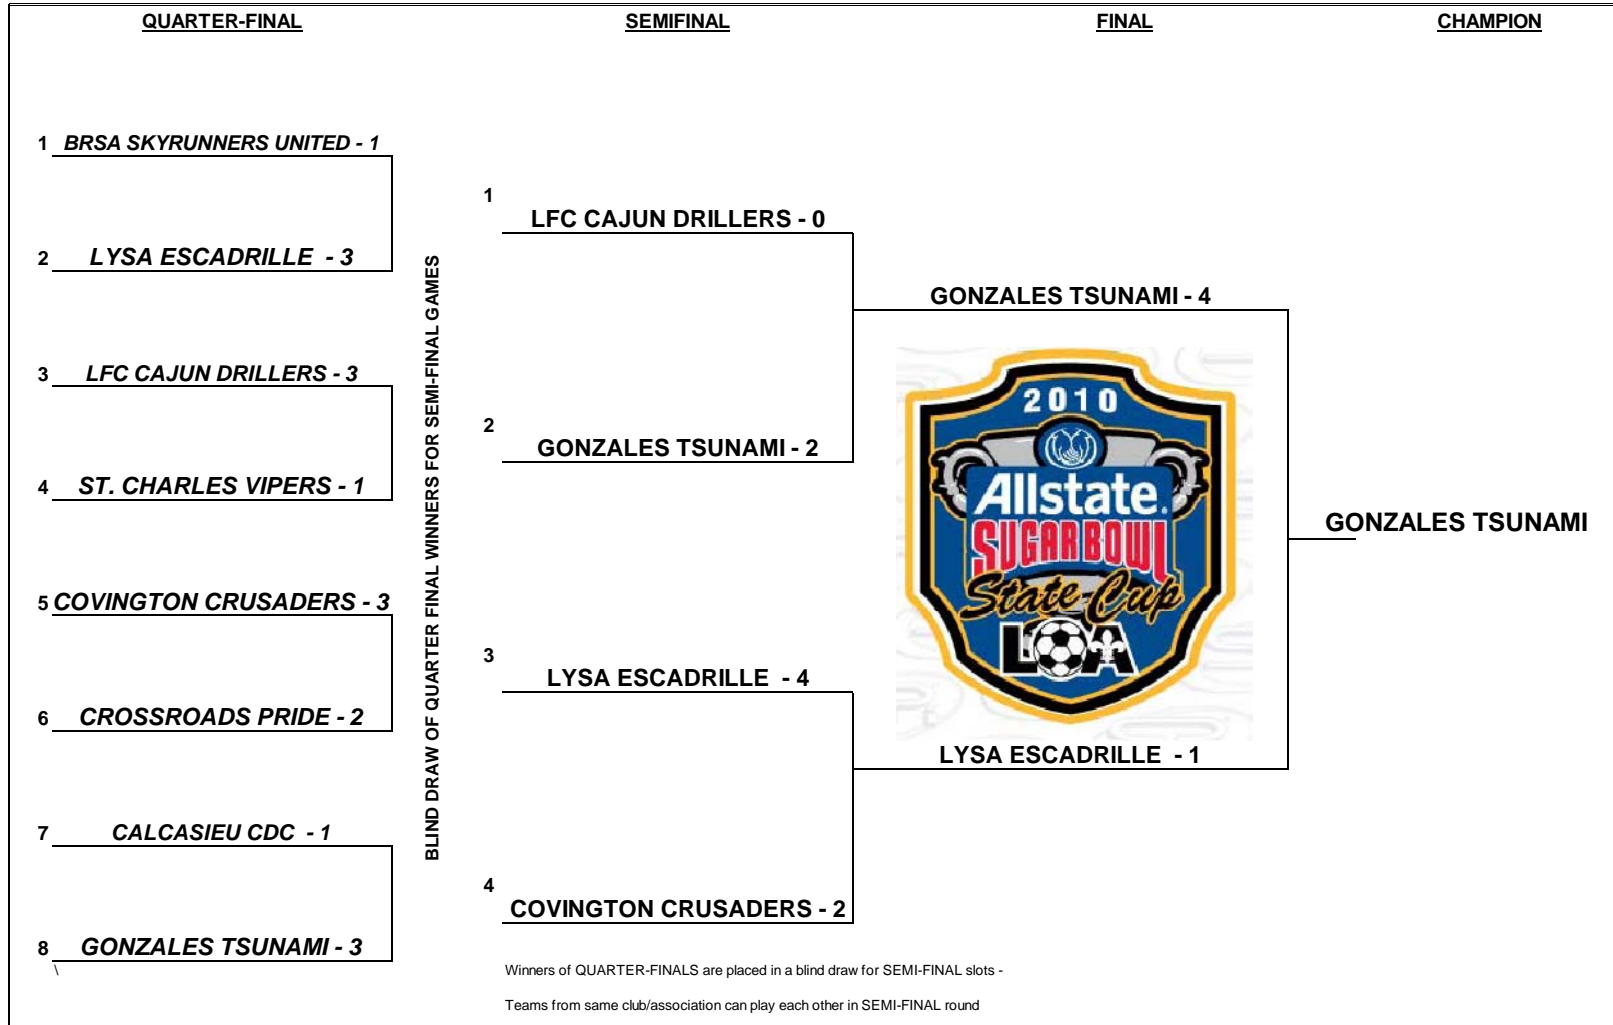 QUARTER-FINAL
SEMIFINAL
FINAL
CHAMPION
1 BRSA SKYRUNNERS UNITED - 1
2 LYSA ESCADRILLE - 3
3 LFC CAJUN DRILLERS - 3
4 ST. CHARLES VIPERS - 1
5 COVINGTON CRUSADERS - 3
6 CROSSROADS PRIDE - 2
7 CALCASIEU CDC - 1
8 GONZALES TSUNAMI - 3
\
BLIND DRAW OF QUARTER FINAL WINNERS FOR SEMI-FINAL GAMES
1
LFC CAJUN DRILLERS - 0
2
GONZALES TSUNAMI - 2
3
LYSA ESCADRILLE - 4
4
COVINGTON CRUSADERS - 2
GONZALES TSUNAMI - 4
2010
Allstate.
SUGAR BOWL
State Cup
LSA
LYSA ESCADRILLE - 1
GONZALES TSUNAMI
Winners of QUARTER-FINALS are placed in a blind draw for SEMI-FINAL slots -
Teams from same club/association can play each other in SEMI-FINAL round